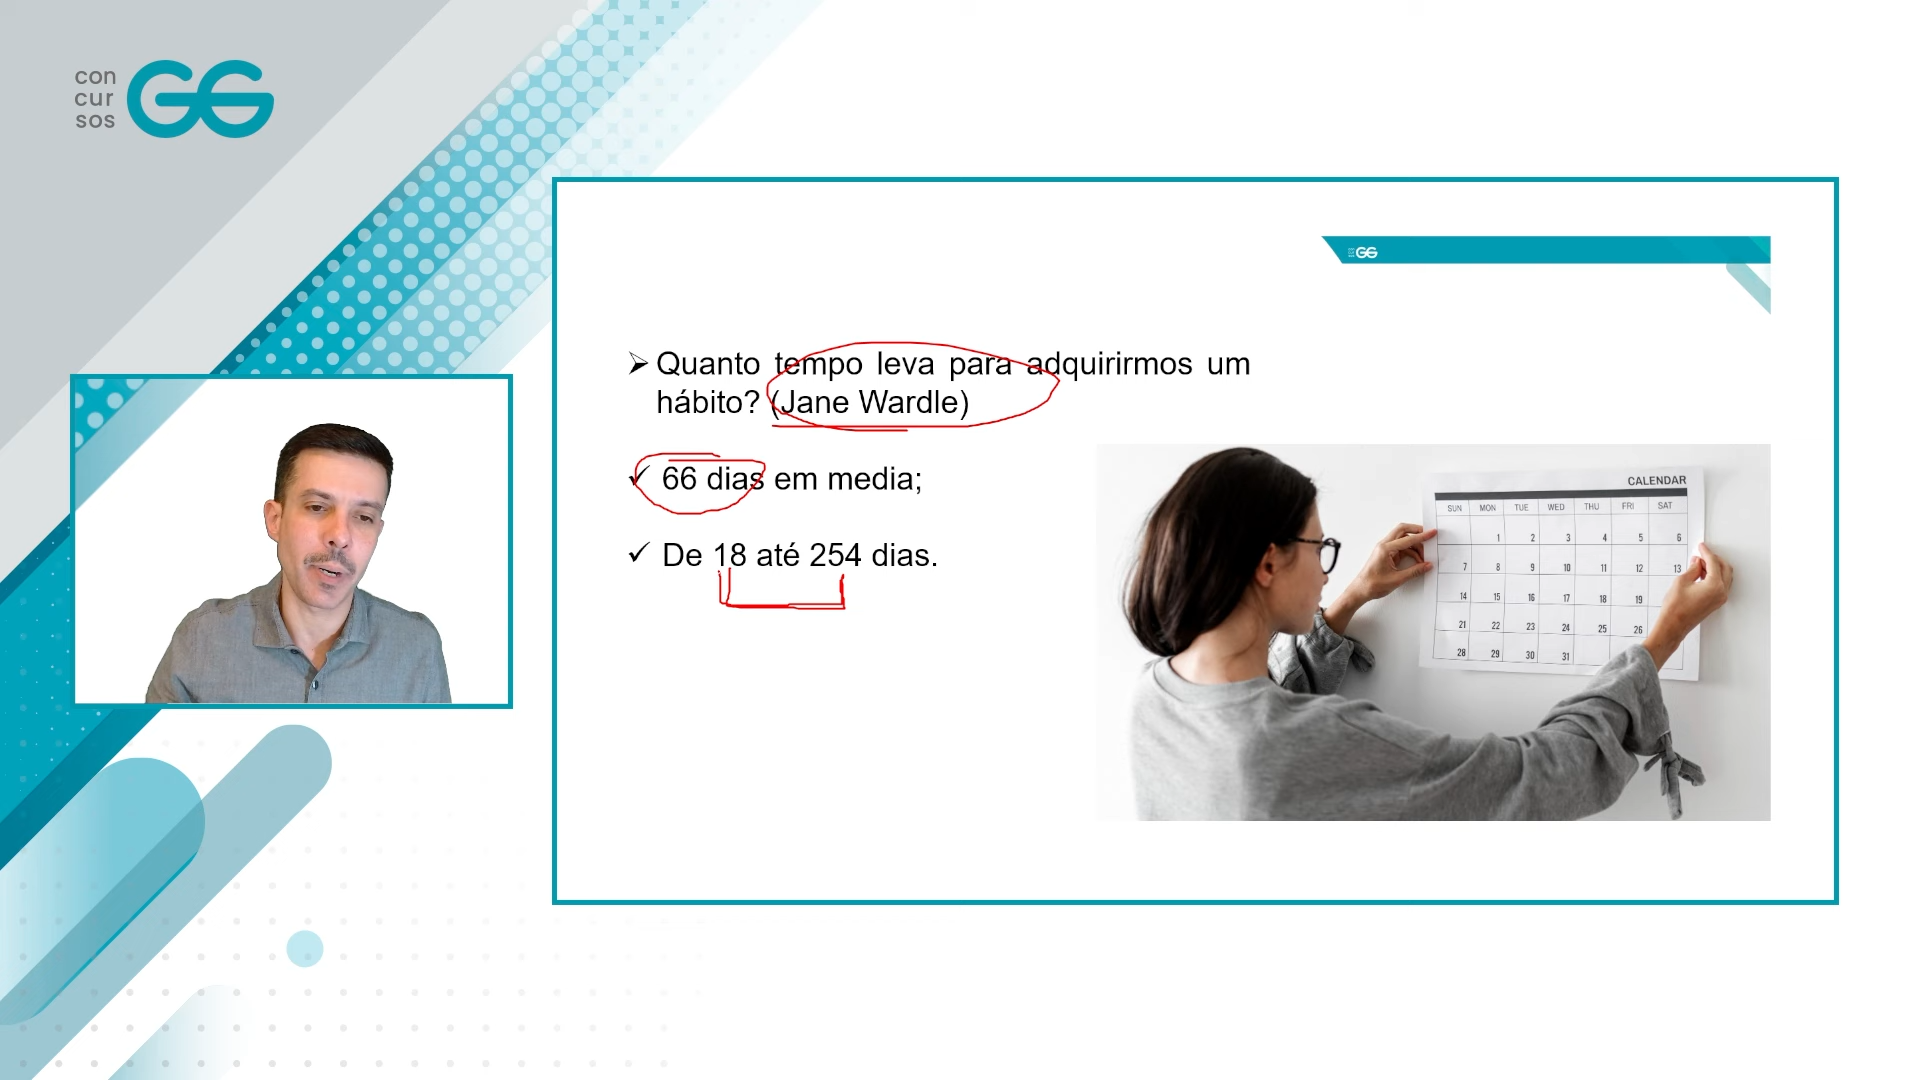 con
cur
sos
GG
GG
Quanto tempo leva para adquirirmos um
hábito? (Jane Wardle)
66 dias em media;
De 18 até 254 dias.
CALENDAR
SUN MON TUE WED THU FRI SAT
1 2 3 4 5 6
7 8 9 10 11 12 13
14 15 16 17 18 19
21 22 23 24 25 26
28 29 30 31